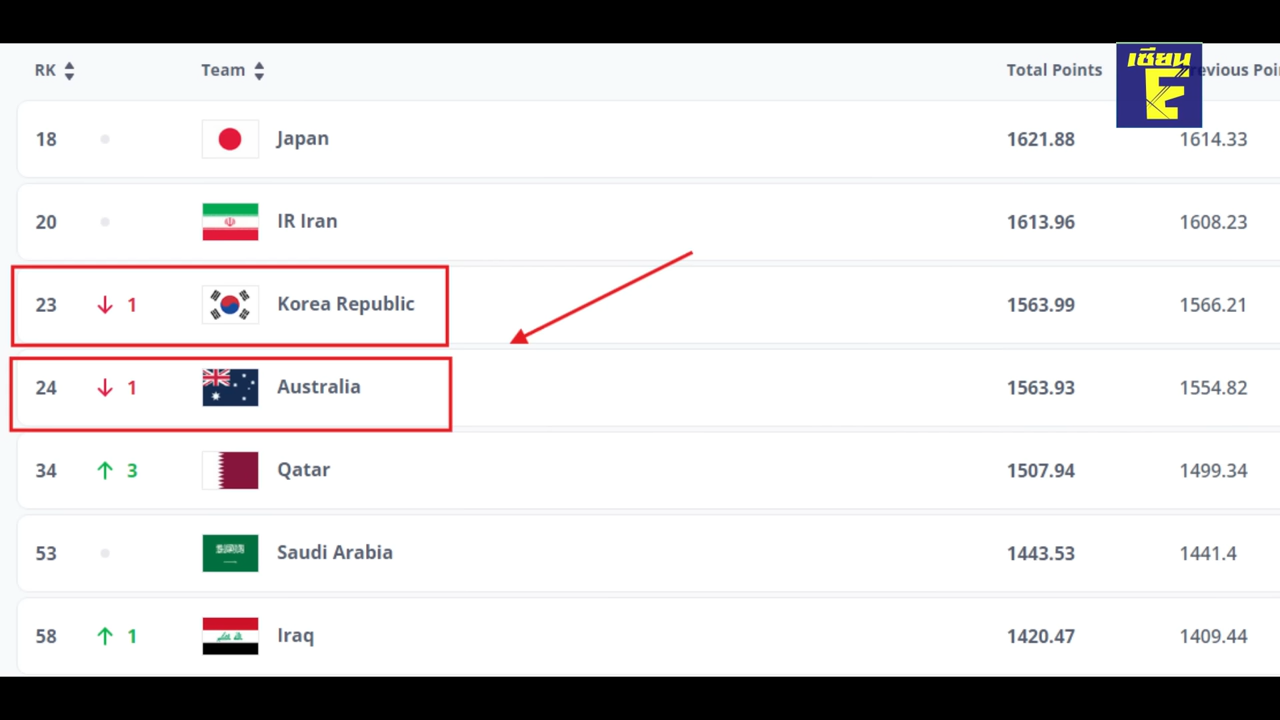 RK Team Total Points Previous Poi
เซียน
E
18 Japan 1621.88 1614.33
20 IR Iran 1613.96 1608.23
23 1 Korea Republic 1563.99 1566.21
24 1 Australia 1563.93 1554.82
34 3 Qatar 1507.94 1499.34
53 Saudi Arabia 1443.53 1441.4
58 1 Iraq 1420.47 1409.44